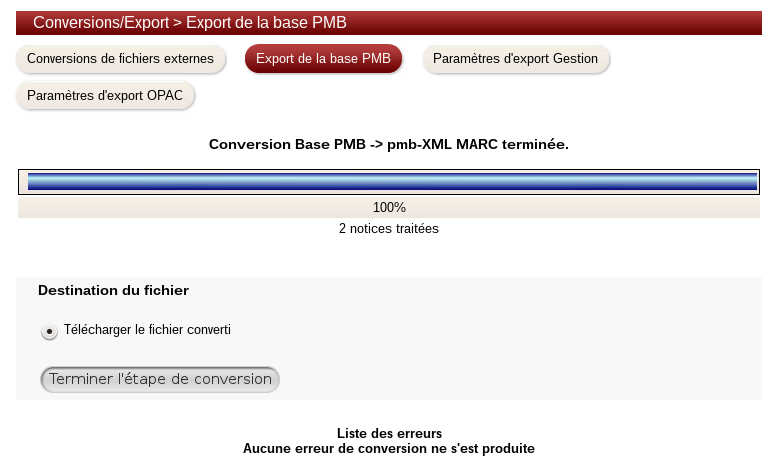 Conversions/Export > Export de la base PMB
Conversions de fichiers externes
Export de la base PMB
Paramètres d'export Gestion
Paramètres d'export OPAC
Conversion Base PMB -> pmb-XML MARC terminée.
100%
2 notices traitées
Destination du fichier
Télécharger le fichier converti
Terminer l'étape de conversion
Liste des erreurs
Aucune erreur de conversion ne s'est produite